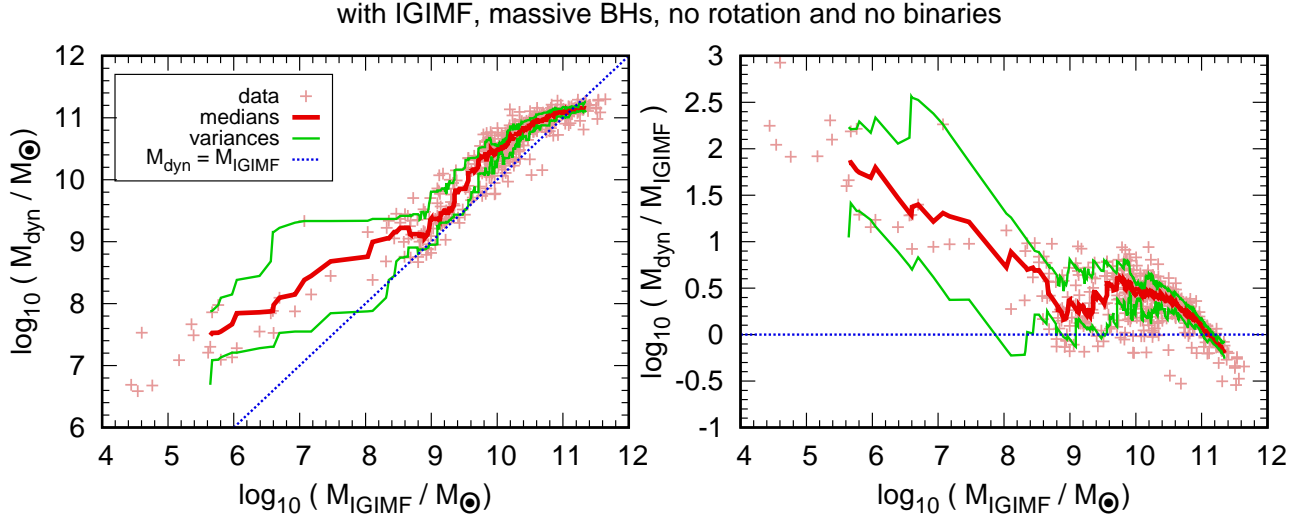 with IGIMF, massive BHs, no rotation and no binaries
log10 ( Mdyn / M⊙ )
12
11
10
9
8
7
6
data
medians
variances
Mdyn = MIGIMF
4 5 6 7 8 9 10 11 12
log10 ( MIGIMF / M⊙ )
log10 ( Mdyn / MIGIMF )
3
2.5
2
1.5
1
0.5
0
-0.5
-1
4 5 6 7 8 9 10 11 12
log10 ( MIGIMF / M⊙ )